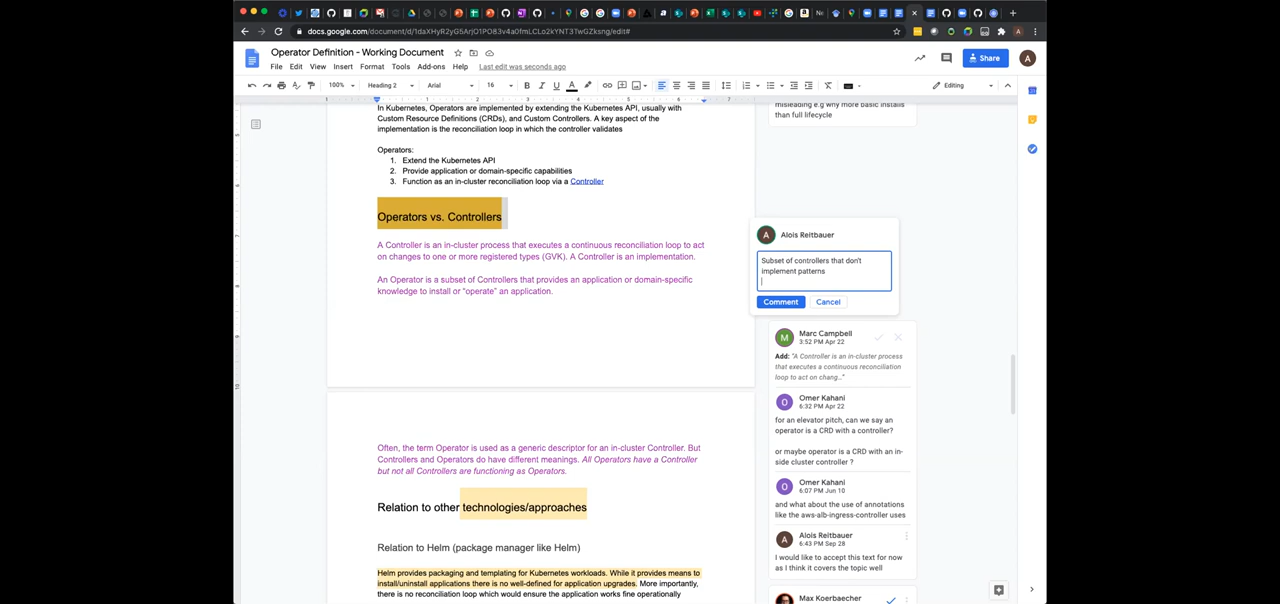 docs.google.com/document/d/1daXHyR2yG5ArjO1PO83v4a0fmLCLo2kYNT3TwGZksng/edit#
Operator Definition - Working Document
File Edit View Insert Format Tools Add-ons Help Last edit was seconds ago
Share
A
100% Heading 2 Arial 16 B I U A Editing
misleading e.g why more basic installs
than full lifecycle
In Kubernetes, Operators are implemented by extending the Kubernetes API, usually with
Custom Resource Definitions (CRDs), and Custom Controllers. A key aspect of the
implementation is the reconciliation loop in which the controller validates
Operators:
1. Extend the Kubernetes API
2. Provide application or domain-specific capabilities
3. Function as an in-cluster reconciliation loop via a Controller
Operators vs. Controllers
A Controller is an in-cluster process that executes a continuous reconciliation loop to act
on changes to one or more registered types (GVK). A Controller is an implementation.
An Operator is a subset of Controllers that provides an application or domain-specific
knowledge to install or “operate” an application.
Often, the term Operator is used as a generic descriptor for an in-cluster Controller. But
Controllers and Operators do have different meanings. All Operators have a Controller
but not all Controllers are functioning as Operators.
Relation to other technologies/approaches
Relation to Helm (package manager like Helm)
Helm provides packaging and templating for Kubernetes workloads. While it provides means to
install/uninstall applications there is no well-defined for application upgrades. More importantly,
there is no reconciliation loop which would ensure the application works fine operationally
A
Alois Reitbauer
Subset of controllers that don't
implement patterns
Comment Cancel
M
Marc Campbell
3:52 PM Apr 22
Add: “A Controller is an in-cluster process
that executes a continuous reconciliation
loop to act on chang...”
O
Omer Kahani
6:32 PM Apr 22
for an elevator pitch, can we say an
operator is a CRD with a controller?
or maybe operator is a CRD with an in-
side cluster controller ?
O
Omer Kahani
6:07 PM Jun 10
and what about the use of annotations
like the aws-alb-ingress-controller uses
A
Alois Reitbauer
6:43 PM Sep 28
I would like to accept this text for now
as I think it covers the topic well
Max Koerbaecher